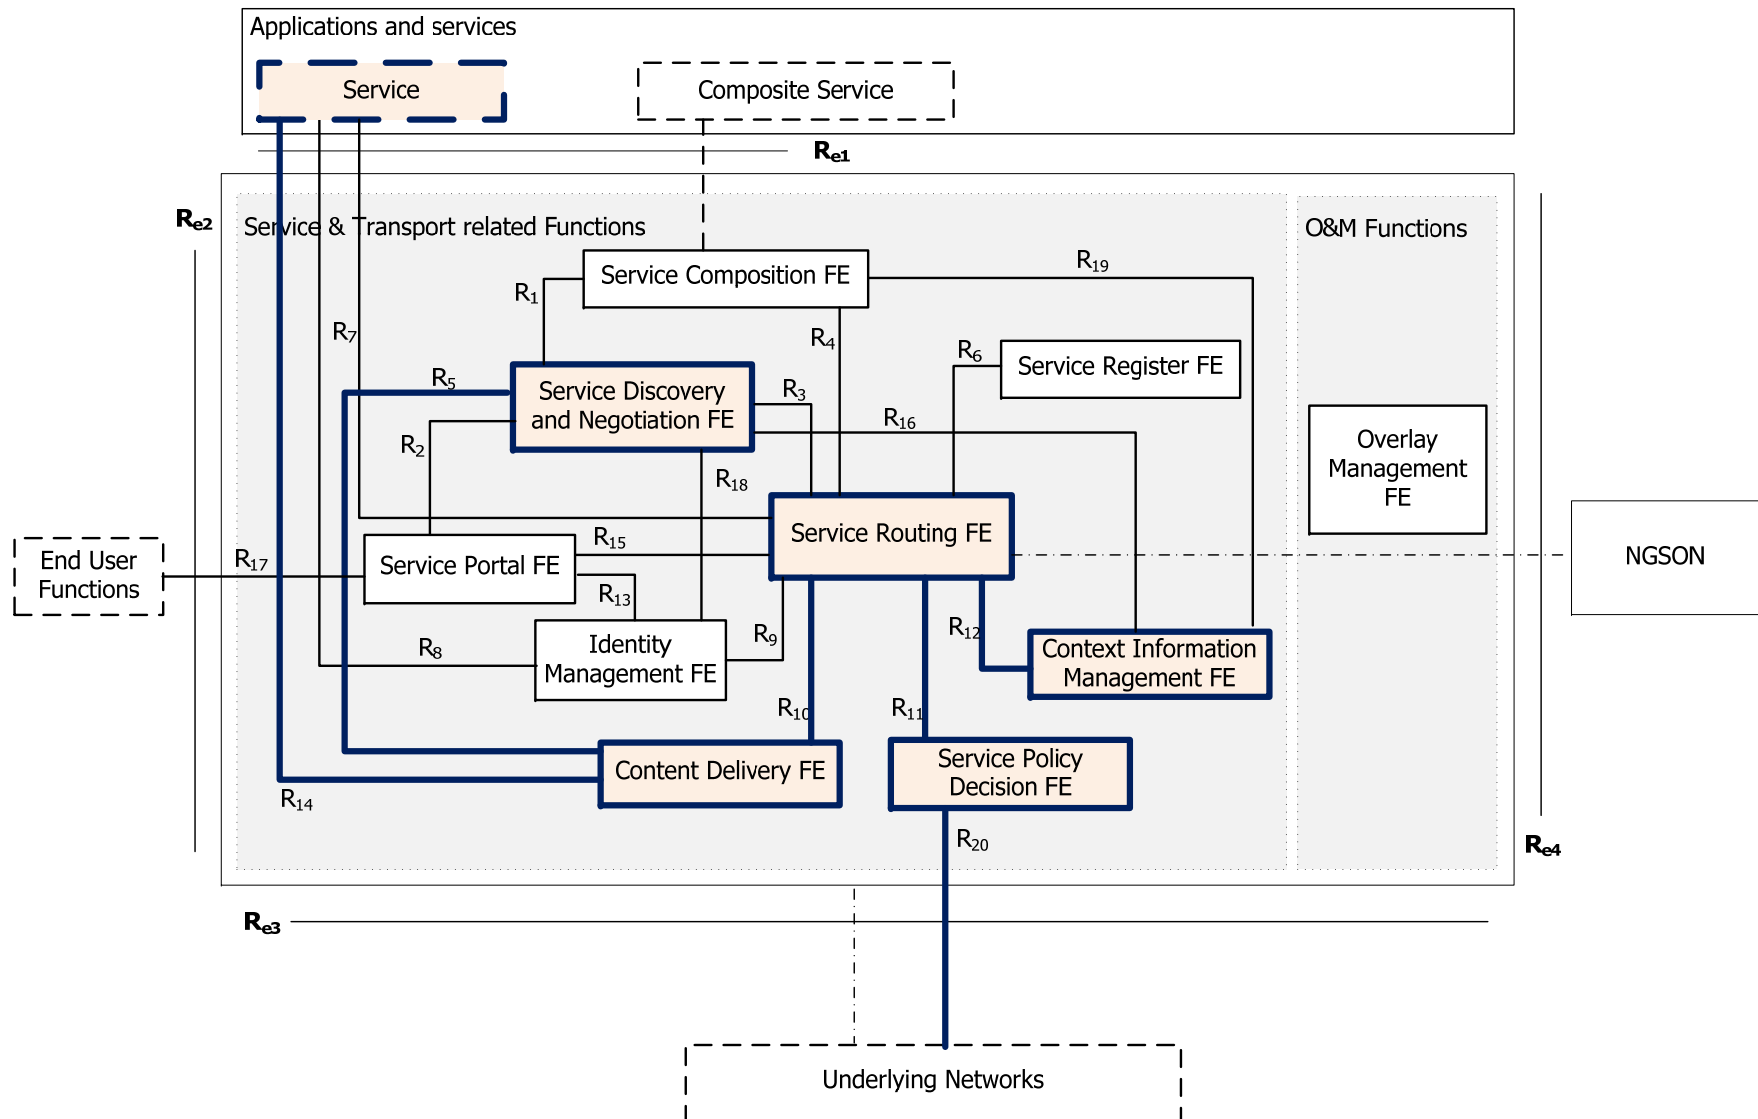 Applications and services
Service
Composite Service
Re1
Re2
Service & Transport related Functions
O&M Functions
Service Composition FE
R19
R1
R7
R4
R6
Service Register FE
R5
Service Discovery
and Negotiation FE
R3
R16
R2
R18
Overlay
Management
FE
Service Routing FE
End User
Functions
R17
Service Portal FE
R15
NGSON
R13
R8
Identity
Management FE
R9
R12
Context Information
Management FE
R10
R11
Content Delivery FE
Service Policy
Decision FE
R14
R20
Re4
Re3
Underlying Networks